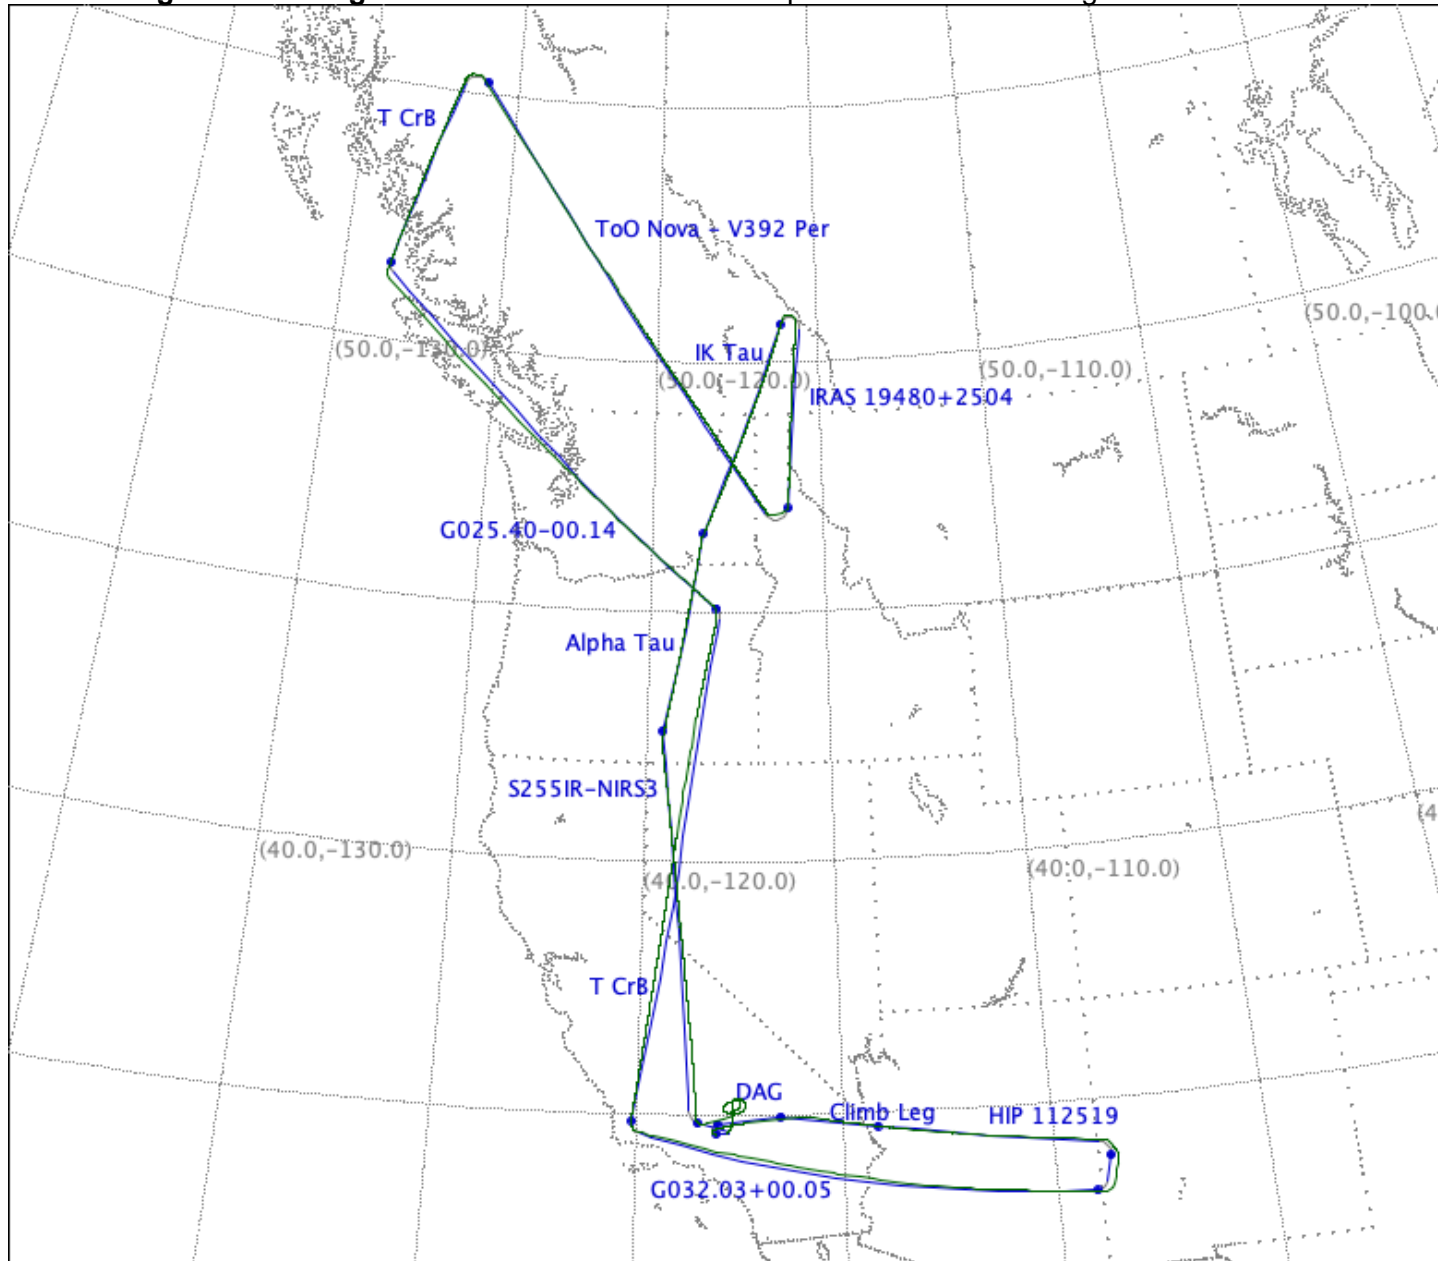 T CrB
ToO Nova - V392 Per
(50.0,-100.0
(50.0,-130.0)
IK Tau
(50.0,-120.0)
(50.0,-110.0)
IRAS 19480+2504
G025.40-00.14
Alpha Tau
S255IR-NIRS3
(40.0,-130.0)
(40.0,-120.0)
(40.0,-110.0)
(4
T CrB
DAG
Climb Leg
HIP 112519
G032.03+00.05